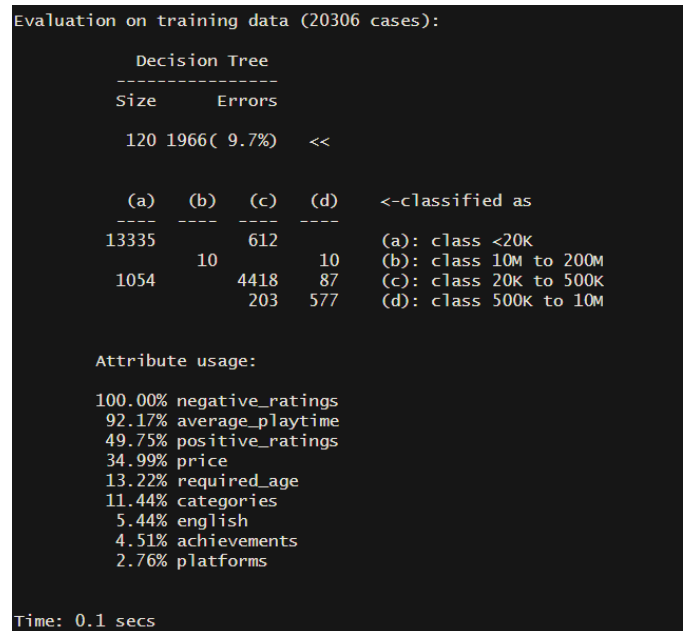 Evaluation on training data (20306 cases):
Decision Tree
----------------
Size Errors
120 1966( 9.7%) <<
(a) (b) (c) (d) <-classified as
---- ---- ---- ----
13335 612 (a): class <20K
10 10 (b): class 10M to 200M
1054 4418 87 (c): class 20K to 500K
203 577 (d): class 500K to 10M
Attribute usage:
100.00% negative_ratings
92.17% average_playtime
49.75% positive_ratings
34.99% price
13.22% required_age
11.44% categories
5.44% english
4.51% achievements
2.76% platforms
Time: 0.1 secs